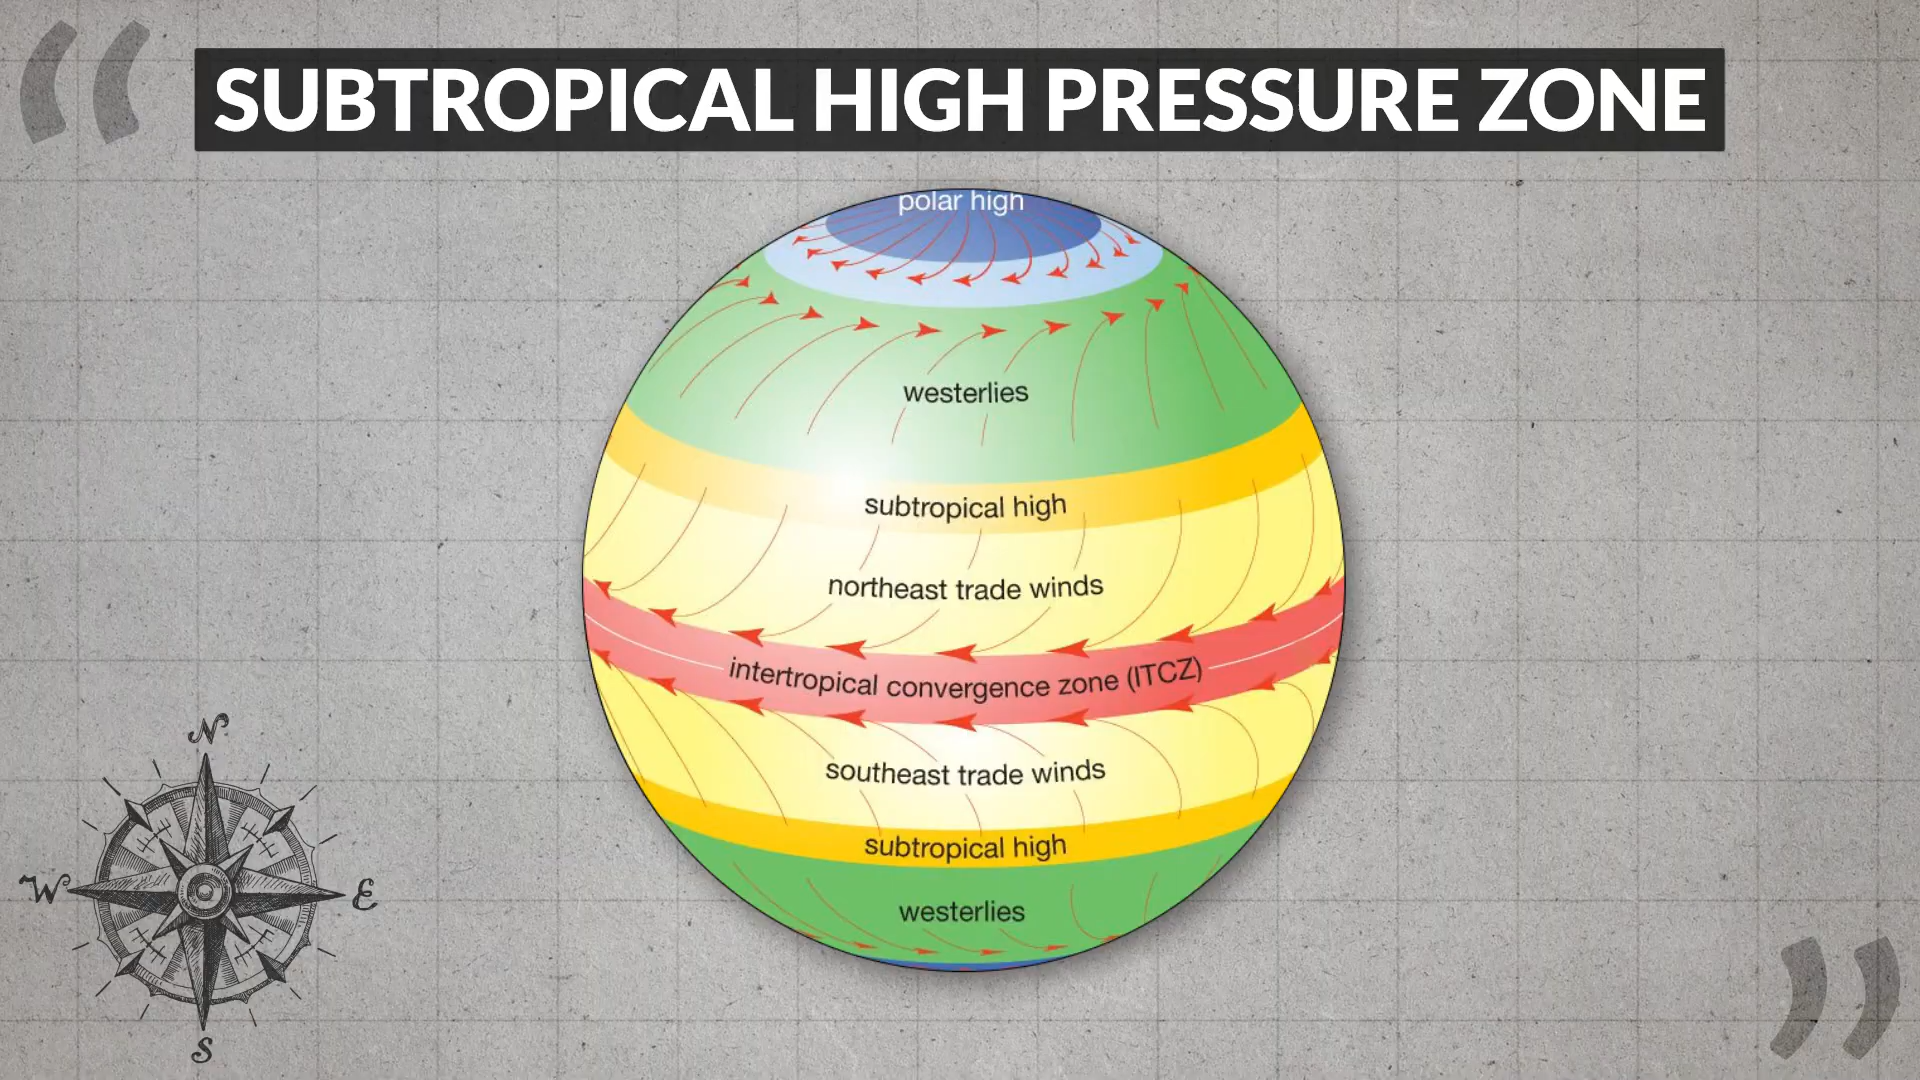 SUBTROPICAL HIGH PRESSURE ZONE
polar high
westerlies
subtropical high
northeast trade winds
intertropical convergence zone (ITCZ)
southeast trade winds
subtropical high
westerlies
N
W
E
S